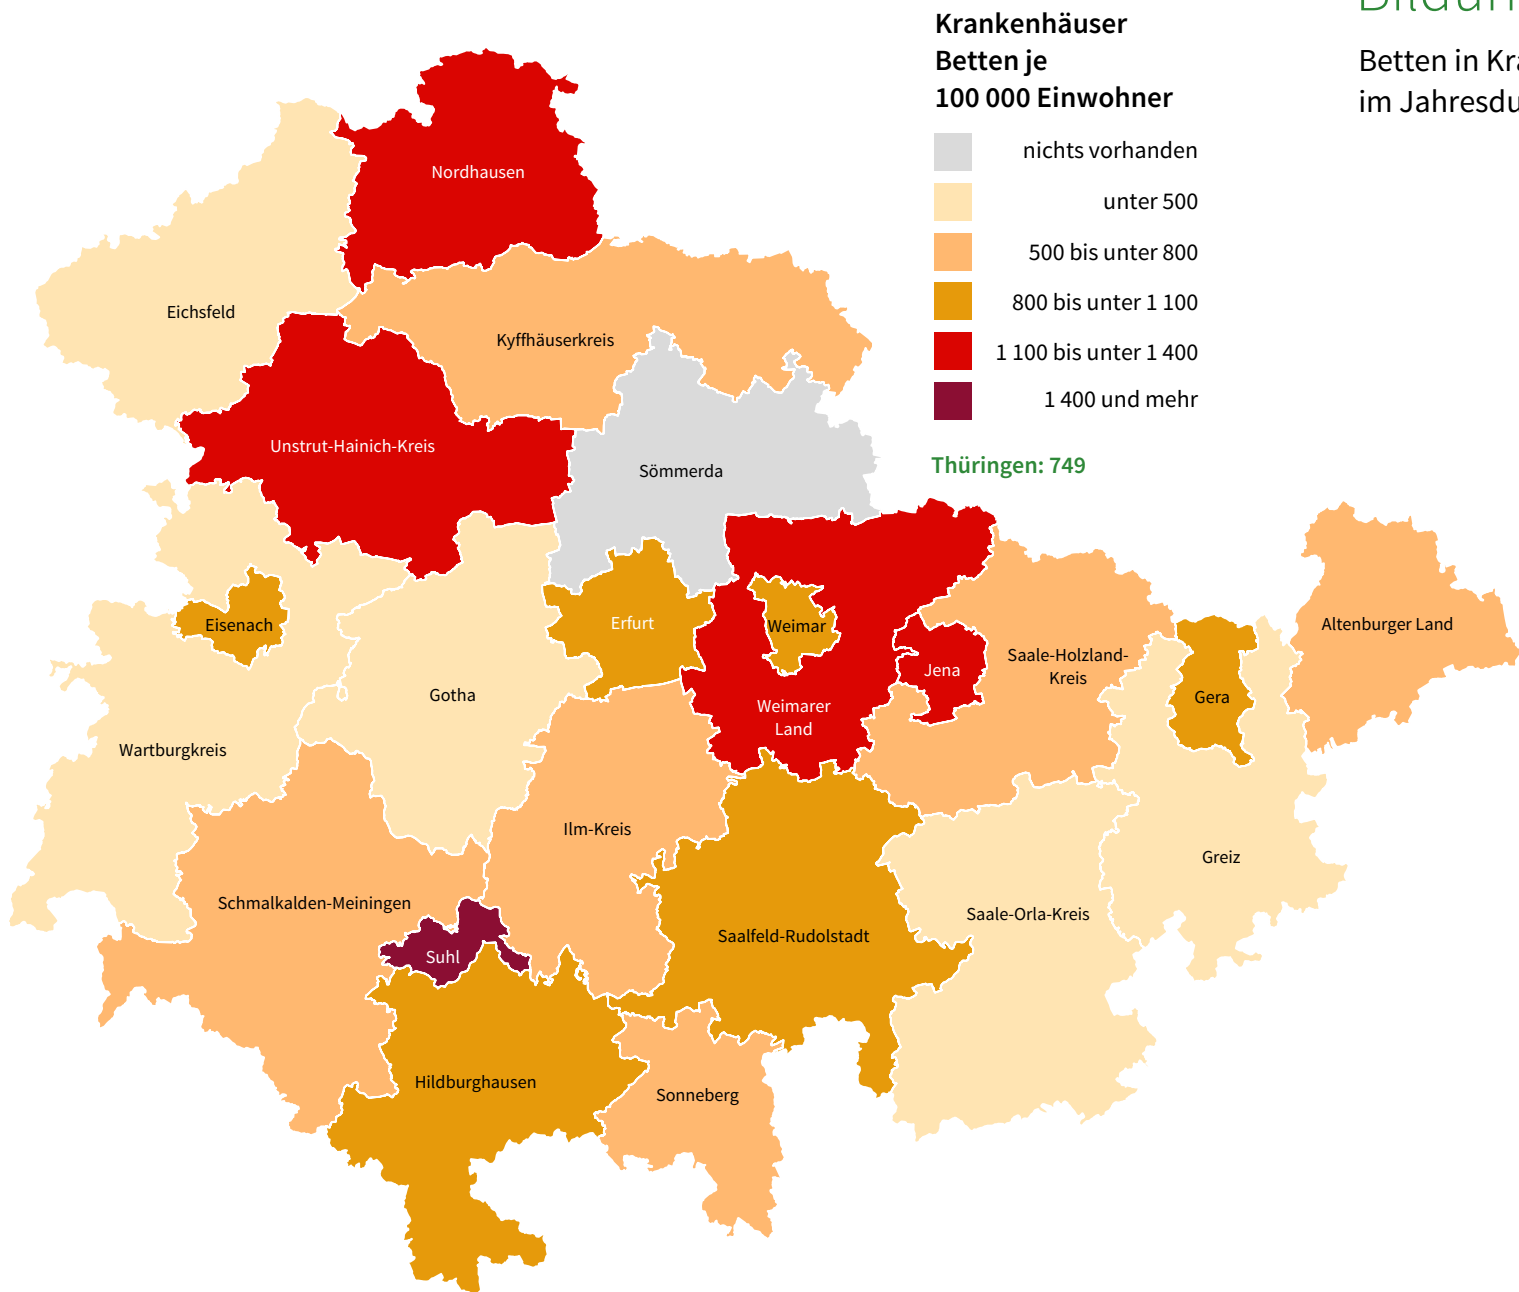 Krankenhäuser
Betten je
100 000 Einwohner
nichts vorhanden
unter 500
500 bis unter 800
800 bis unter 1 100
1 100 bis unter 1 400
1 400 und mehr
Thüringen: 749
Betten in
im
Nordhausen
Eichsfeld
Kyffhäuserkreis
Unstrut-Hainich-Kreis
Sömmerda
Eisenach
Erfurt
Weimar
Altenburger Land
Saale-Holzland-
Kreis
Jena
Gotha
Gera
Weimarer
Land
Wartburgkreis
Ilm-Kreis
Greiz
Schmalkalden-Meiningen
Saale-Orla-Kreis
Saalfeld-Rudolstadt
Suhl
Hildburghausen
Sonneberg